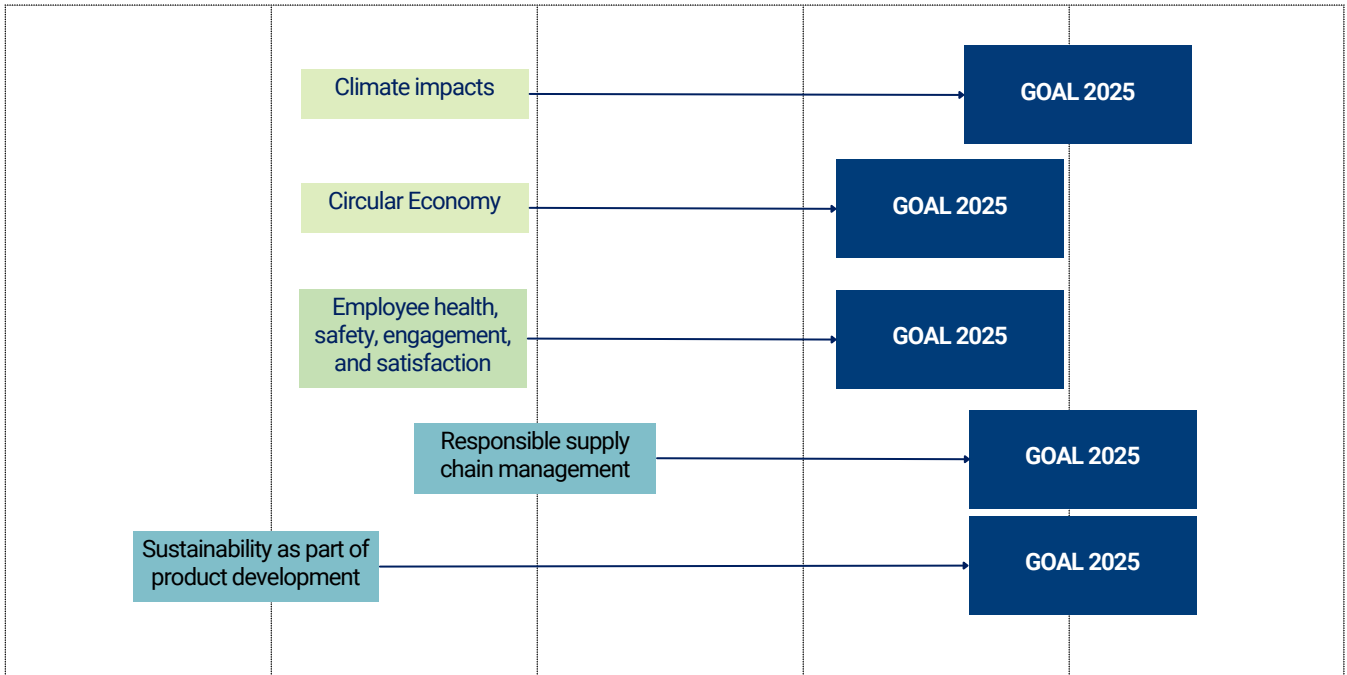 Climate impacts
GOAL 2025
Circular Economy
GOAL 2025
Employee health,
safety, engagement,
and satisfaction
GOAL 2025
Responsible supply
chain management
GOAL 2025
Sustainability as part of
product development
GOAL 2025